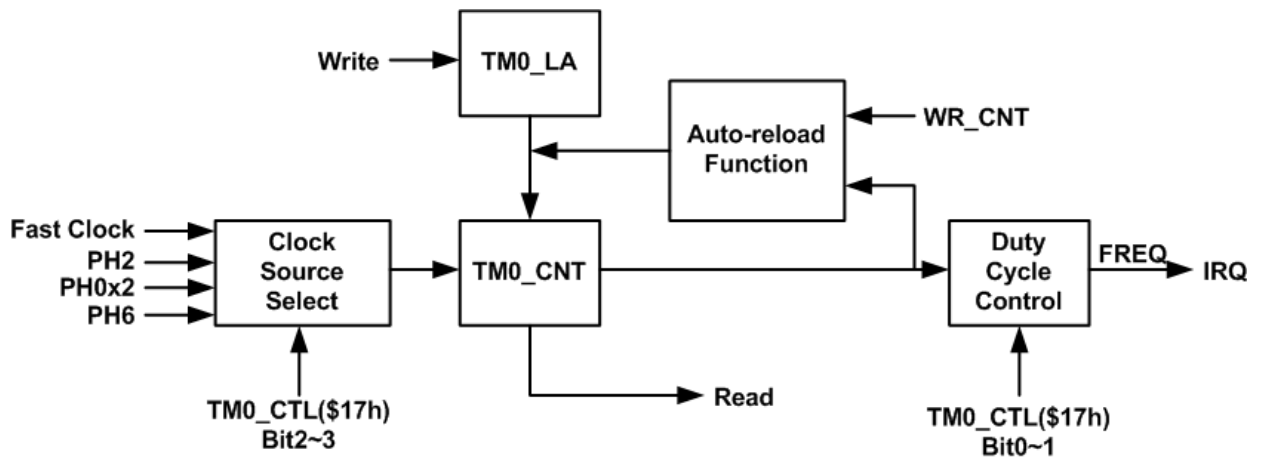 Write
TM0_LA
Auto-reload
Function
WR_CNT
Fast Clock
PH2
PH0x2
PH6
Clock
Source
Select
TM0_CNT
Duty
Cycle
Control
FREQ
IRQ
Read
TM0_CTL($17h)
Bit2~3
TM0_CTL($17h)
Bit0~1